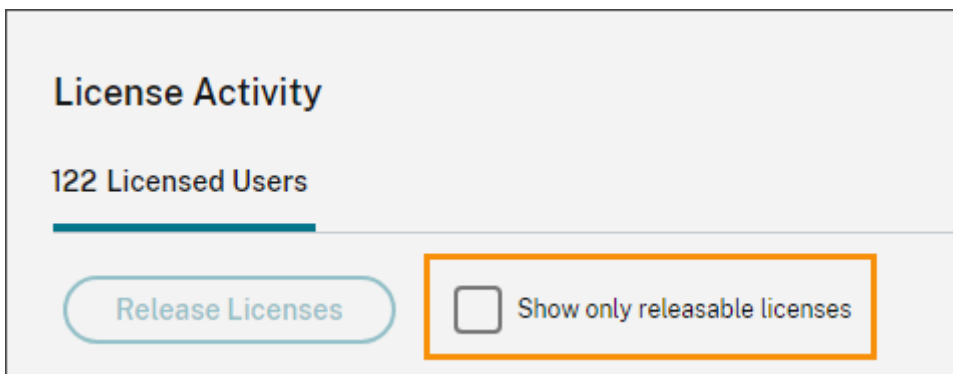 License Activity
122 Licensed Users
Release Licenses
Show only releasable licenses